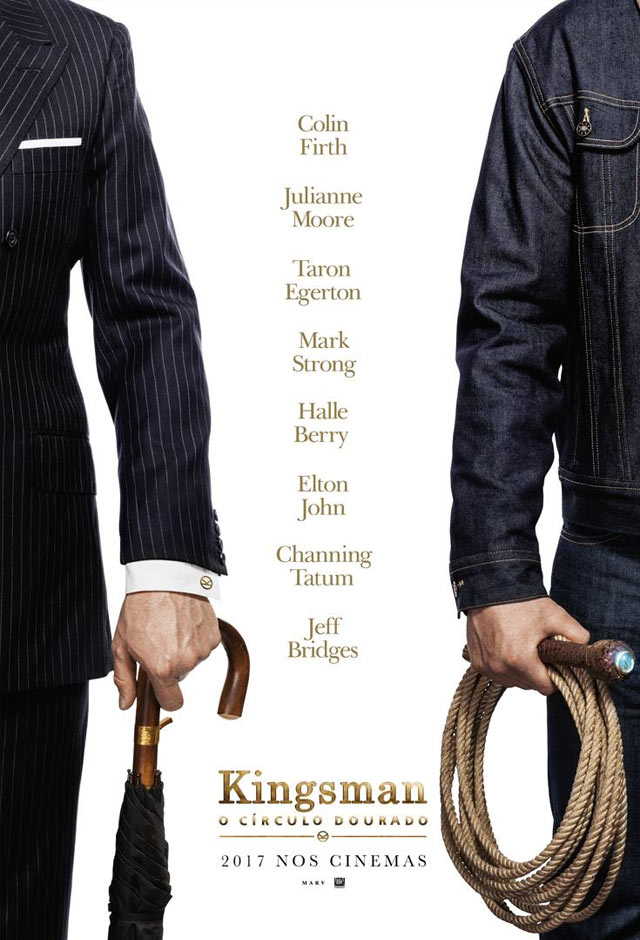 Colin
Firth
Julianne
Moore
Taron
Egerton
Mark
Strong
Halle
Berry
Elton
John
Channing
Tatum
Jeff
Bridges
Kingsman
O CÍRCULO DOURADO
2017 NOS CINEMAS
MARV